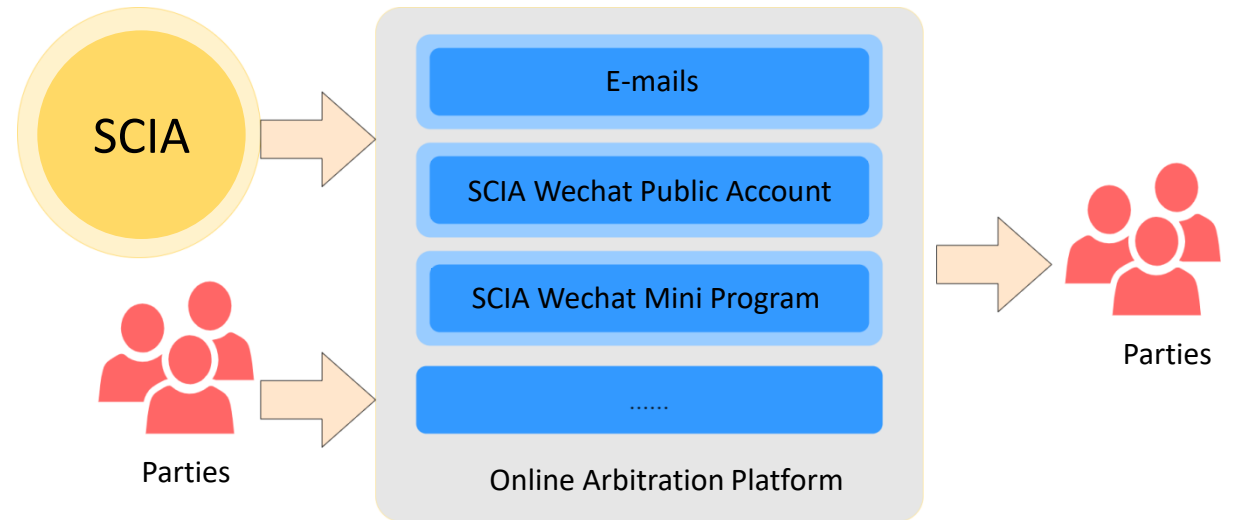 SCIA
E-mails
SCIA Wechat Public Account
SCIA Wechat Mini Program
......
Online Arbitration Platform
Parties
Parties